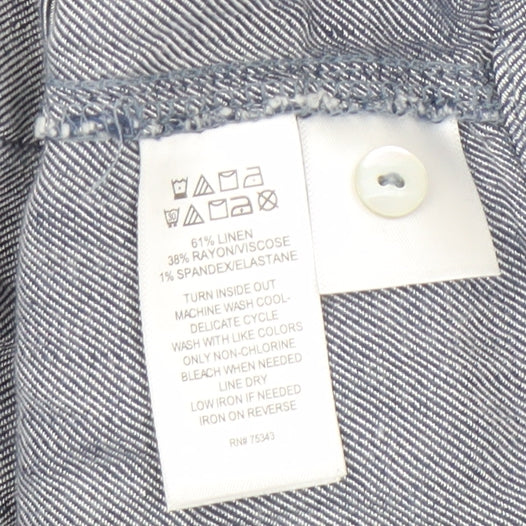 61% LINEN
38% RAYON/VISCOSE
1% SPANDEX/ELASTANE
TURN INSIDE OUT
MACHINE WASH COOL-
DELICATE CYCLE
WASH WITH LIKE COLORS
ONLY NON-CHLORINE
BLEACH WHEN NEEDED
LINE DRY
LOW IRON IF NEEDED
IRON ON REVERSE
RN# 75343